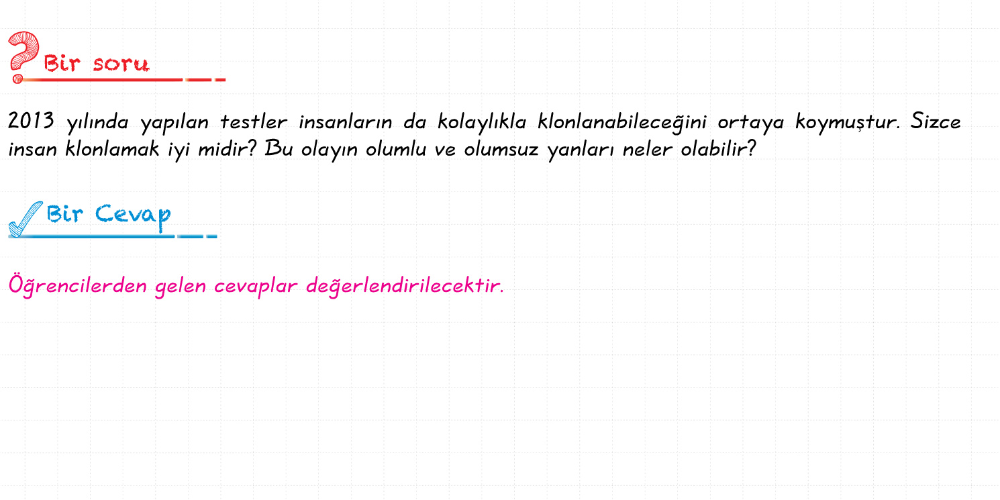 Bir soru
2013 yılında yapılan testler insanların da kolaylıkla klonlanabileceğini ortaya koymuştur. Sizce
insan klonlamak iyi midir? Bu olayın olumlu ve olumsuz yanları neler olabilir?
Bir Cevap
Öğrencilerden gelen cevaplar değerlendirilecektir.